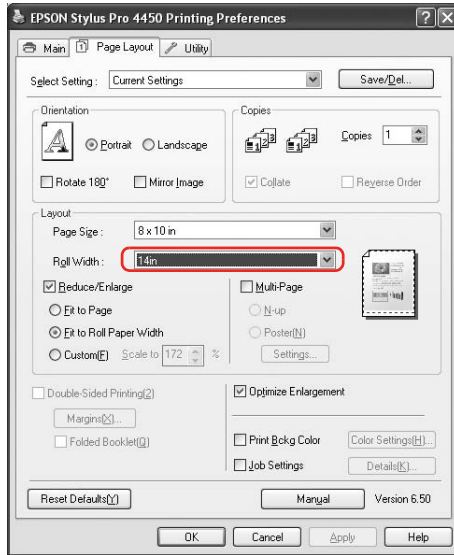 EPSON Stylus Pro 4450 Printing Preferences
Main Page Layout Utility
Select Setting : Current Settings Save/Del...
Orientation
A Portrait Landscape
Rotate 180° Mirror Image
Copies
Copies 1
Collate Reverse Order
Layout
Page Size : 8 x 10 in
Roll Width : 14in
Reduce/Enlarge
Fit to Page
Fit to Roll Paper Width
Custom(F) Scale to 172 %
Multi-Page
N-up
Poster(N)
Settings...
Double-Sided Printing(2)
Margins(X)...
Folded Booklet(Q)
Optimize Enlargement
Print Bckg Color Color Settings(H)...
Job Settings Details(K)...
Reset Defaults(Y) Manual Version 6.50
OK Cancel Apply Help